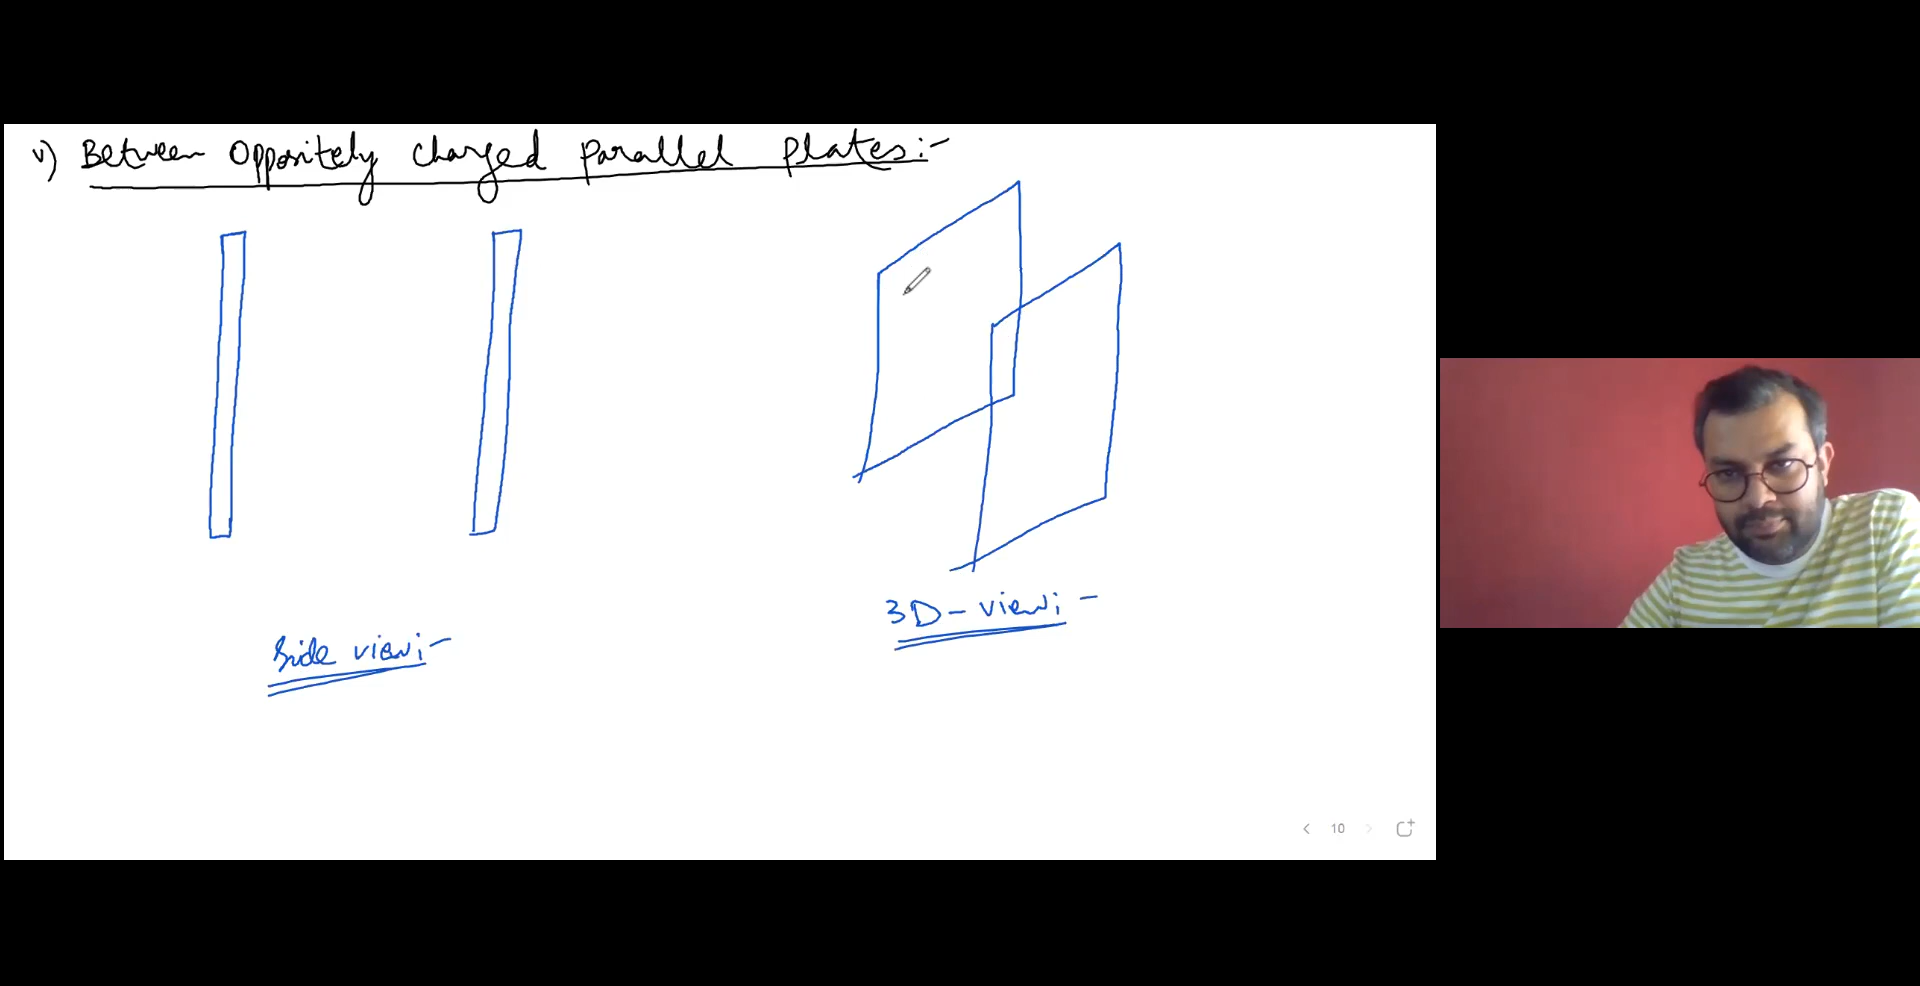 v) Between Oppositely charged parallel plates:-
3D-view:-
Side view:-
10